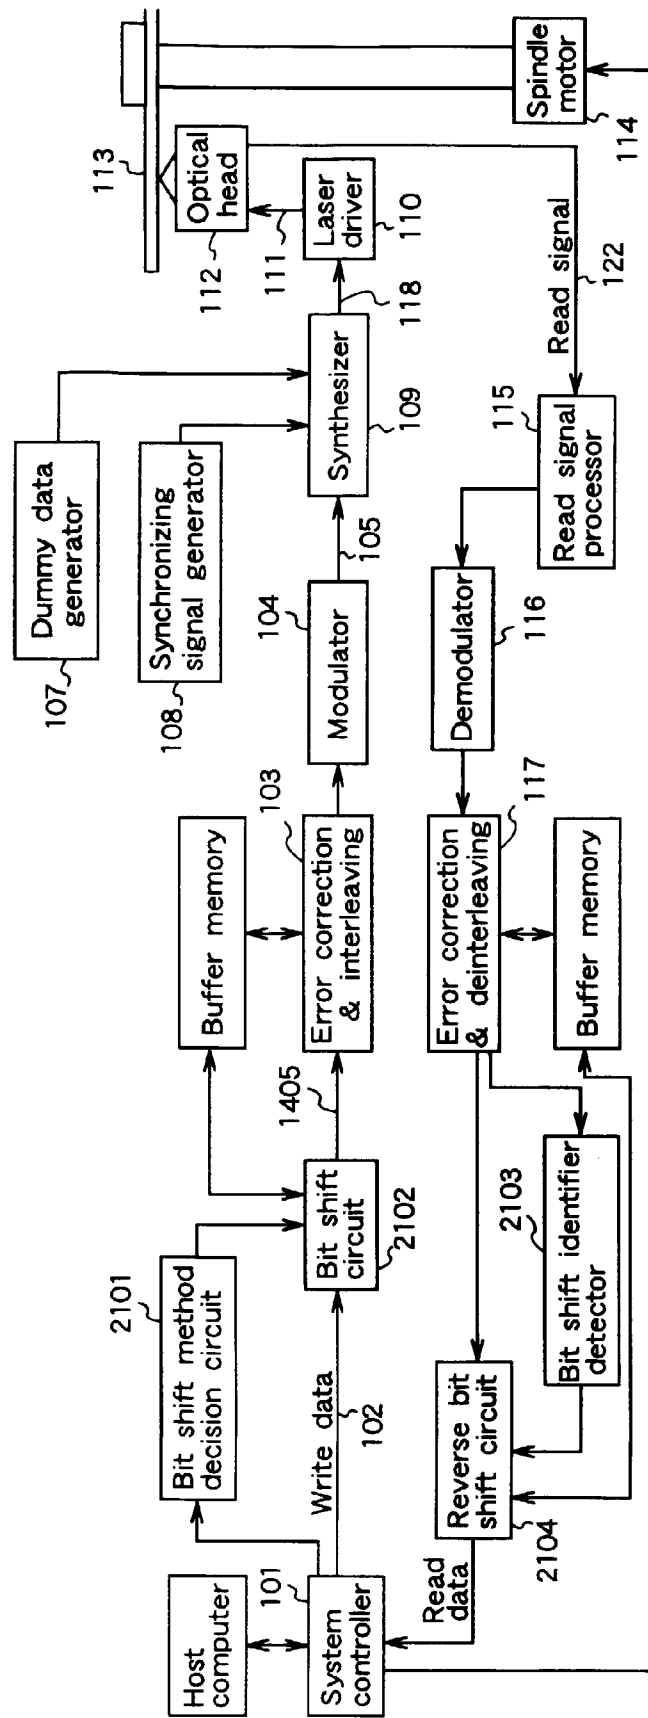 Host
computer
101
System
controller
Write data
102
Bit shift method
decision circuit
2101
Bit shift
circuit
2102
1405
Buffer memory
Error correction
& interleaving
103
Modulator
104
105
Dummy data
generator
107
Synchronizing
signal generator
108
Synthesizer
109
118
Laser
driver
110
111
Optical
head
112
113
Spindle
motor
114
Read signal
122
Read signal
processor
115
Demodulator
116
Error correction
& deinterleaving
117
Buffer memory
Bit shift identifier
detector
2103
Reverse bit
shift circuit
2104
Read
data